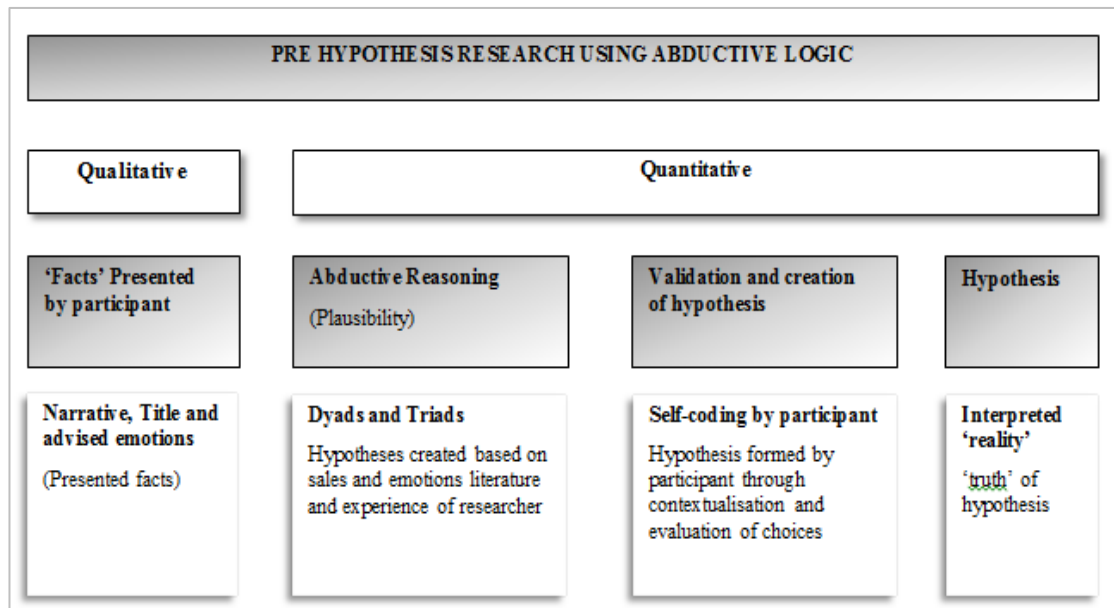 PRE HYPOTHESIS RESEARCH USING ABDUCTIVE LOGIC
Qualitative
Quantitative
‘Facts’ Presented
by participant
Abductive Reasoning
(Plausibility)
Validation and creation
of hypothesis
Hypothesis
Narrative, Title and
advised emotions
(Presented facts)
Dyads and Triads
Hypotheses created based on
sales and emotions literature
and experience of researcher
Self-coding by participant
Hypothesis formed by
participant through
contextualisation and
evaluation of choices
Interpreted
‘reality’
‘truth’ of
hypothesis